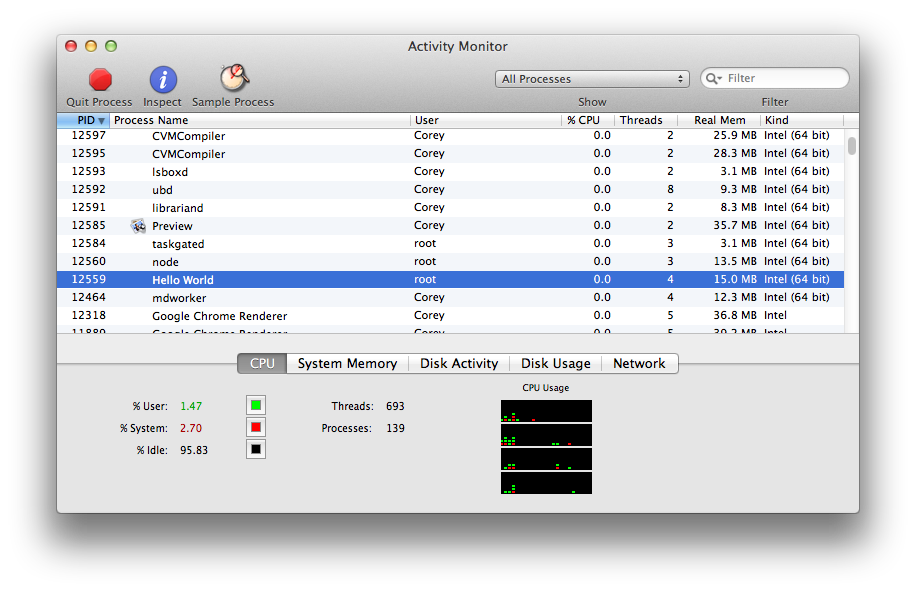 Activity Monitor
Quit Process Inspect Sample Process All Processes Show Filter Filter
PID Process Name User % CPU Threads Real Mem Kind
12597 CVMCompiler Corey 0.0 2 25.9 MB Intel (64 bit)
12595 CVMCompiler Corey 0.0 2 28.3 MB Intel (64 bit)
12593 lsboxd Corey 0.0 2 3.1 MB Intel (64 bit)
12592 ubd Corey 0.0 8 9.3 MB Intel (64 bit)
12591 librariand Corey 0.0 2 8.3 MB Intel (64 bit)
12585 Preview Corey 0.0 2 35.7 MB Intel (64 bit)
12584 taskgated root 0.0 3 3.1 MB Intel (64 bit)
12560 node root 0.0 3 13.5 MB Intel (64 bit)
12559 Hello World root 0.0 4 15.0 MB Intel (64 bit)
12464 mdworker Corey 0.0 4 12.3 MB Intel (64 bit)
12318 Google Chrome Renderer Corey 0.0 5 36.8 MB Intel
Google Chrome Renderer Corey 0.0 5 Intel
CPU System Memory Disk Activity Disk Usage Network
CPU Usage
% User: 1.47 Threads: 693
% System: 2.70 Processes: 139
% Idle: 95.83